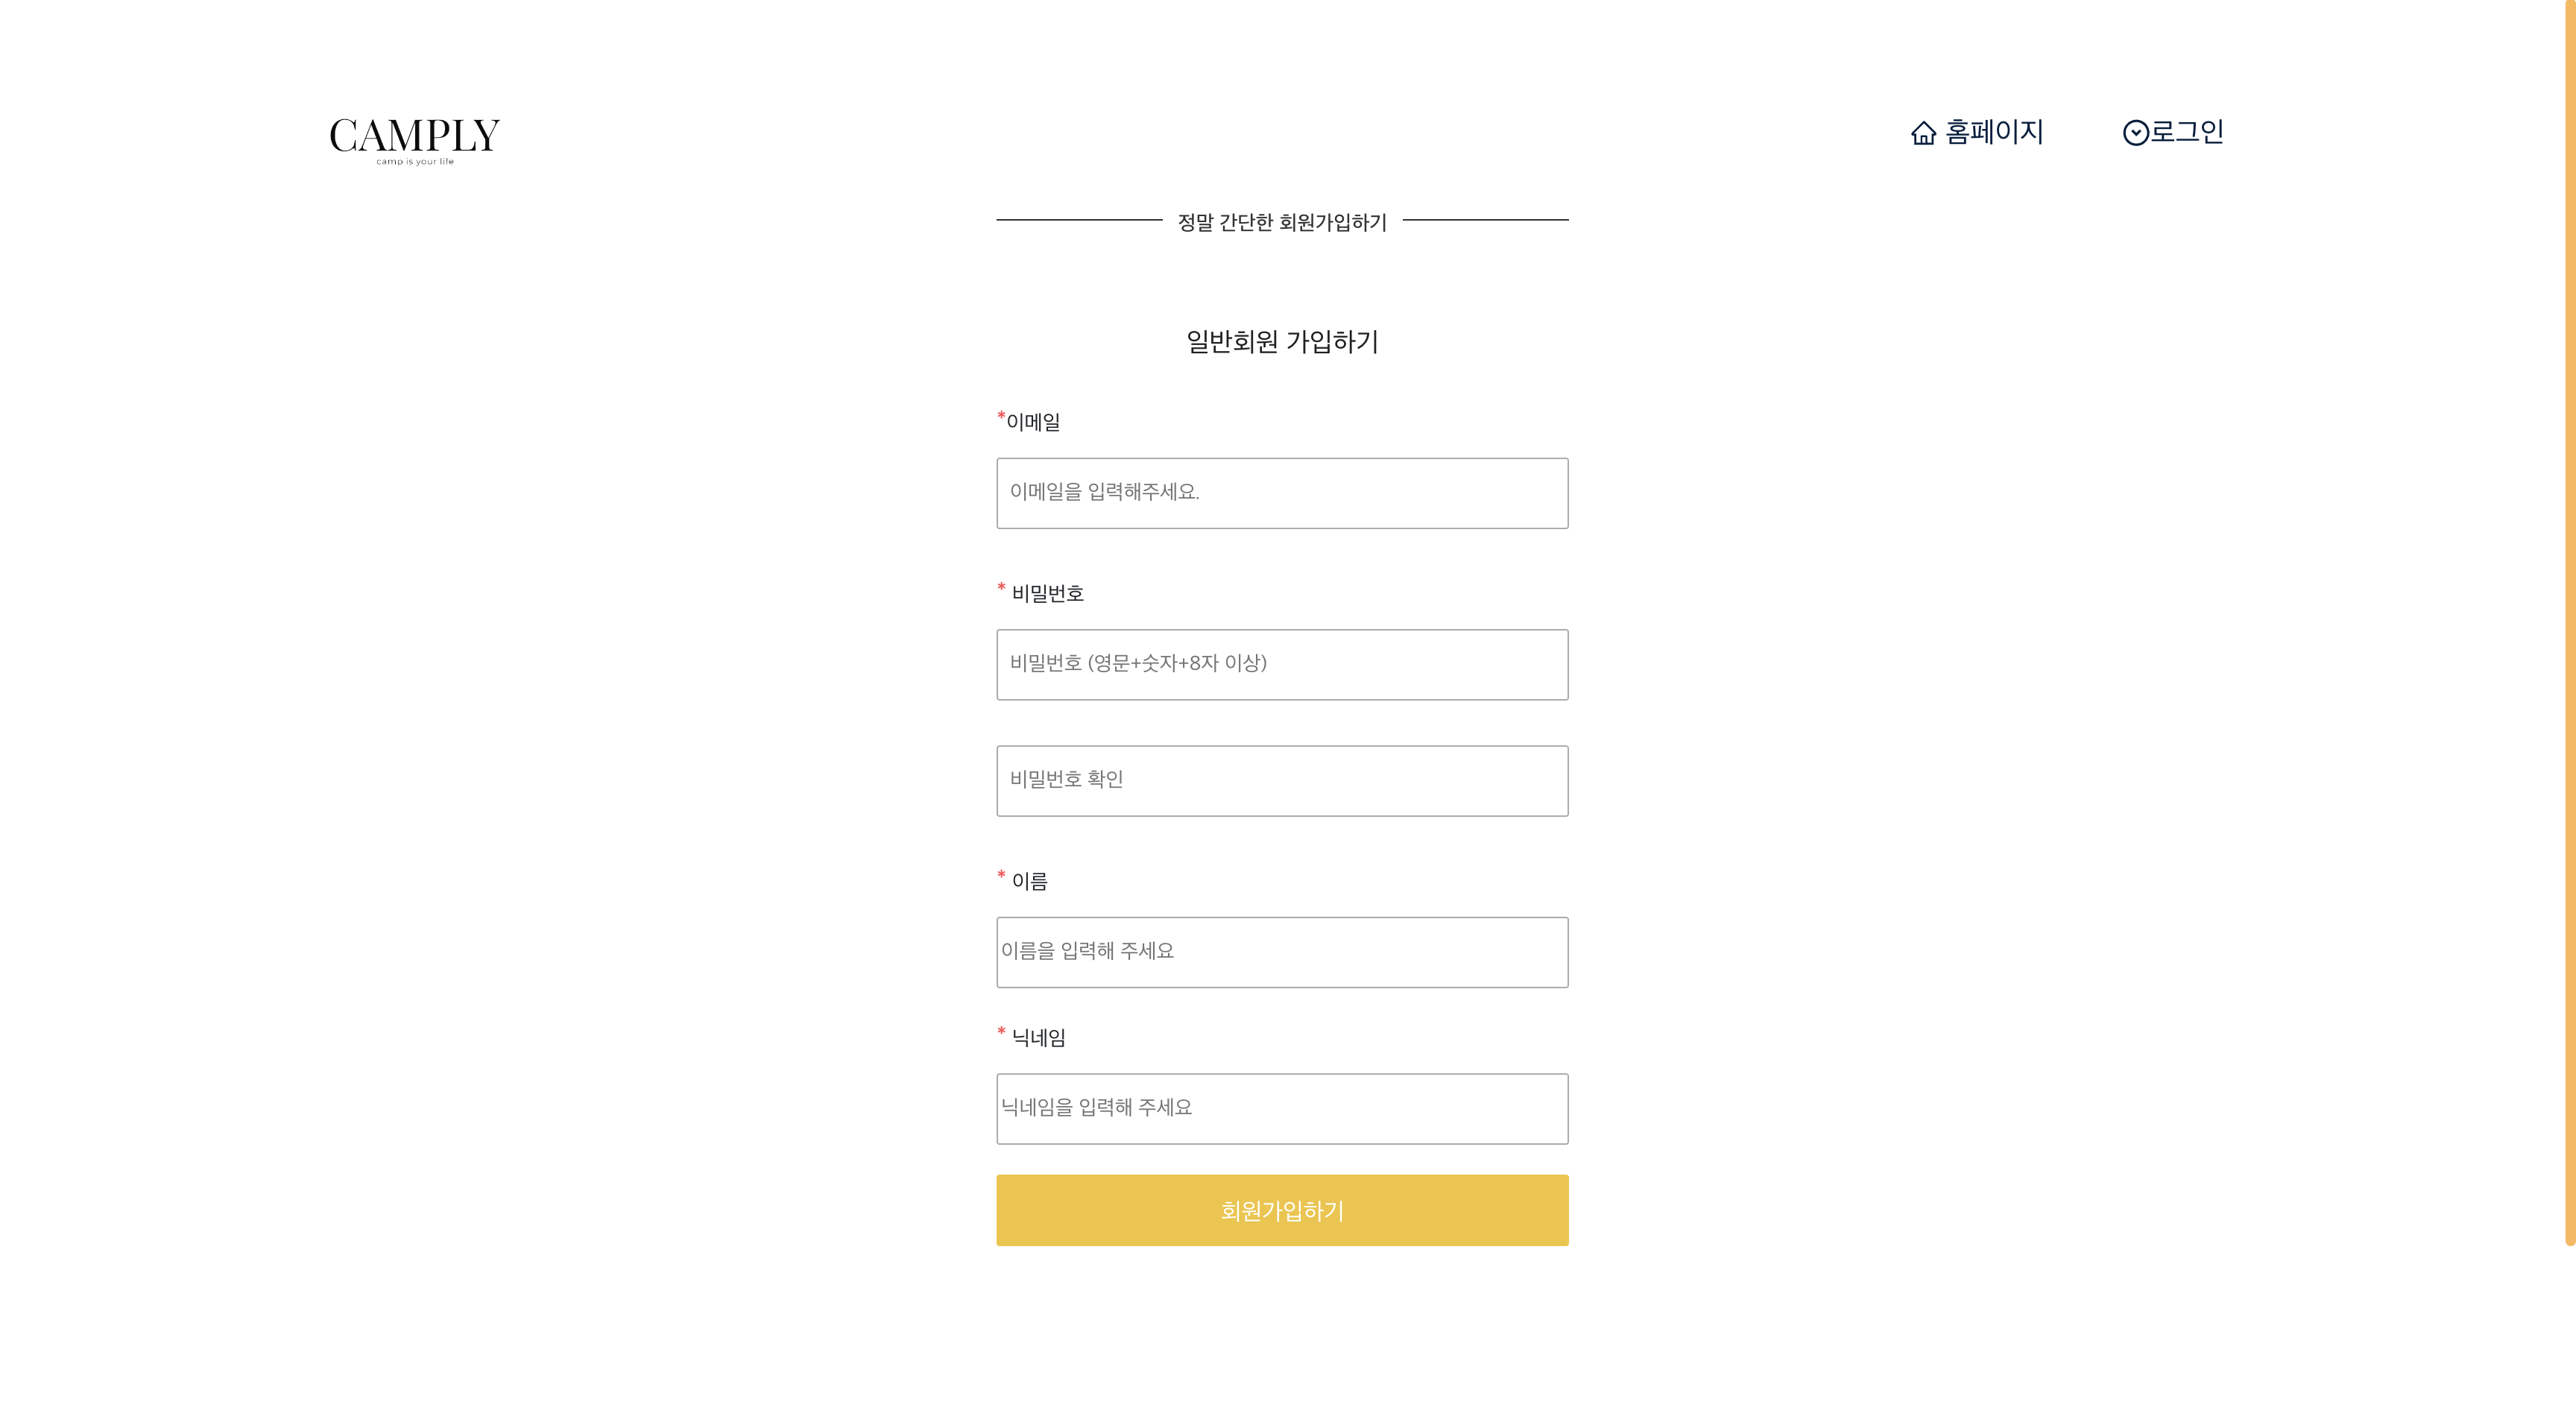 CAMPLY
camp is your life
홈페이지
로그인
정말 간단한 회원가입하기
일반회원 가입하기
*이메일
이메일을 입력해주세요.
* 비밀번호
비밀번호 (영문+숫자+8자 이상)
비밀번호 확인
* 이름
이름을 입력해 주세요
* 닉네임
닉네임을 입력해 주세요
회원가입하기